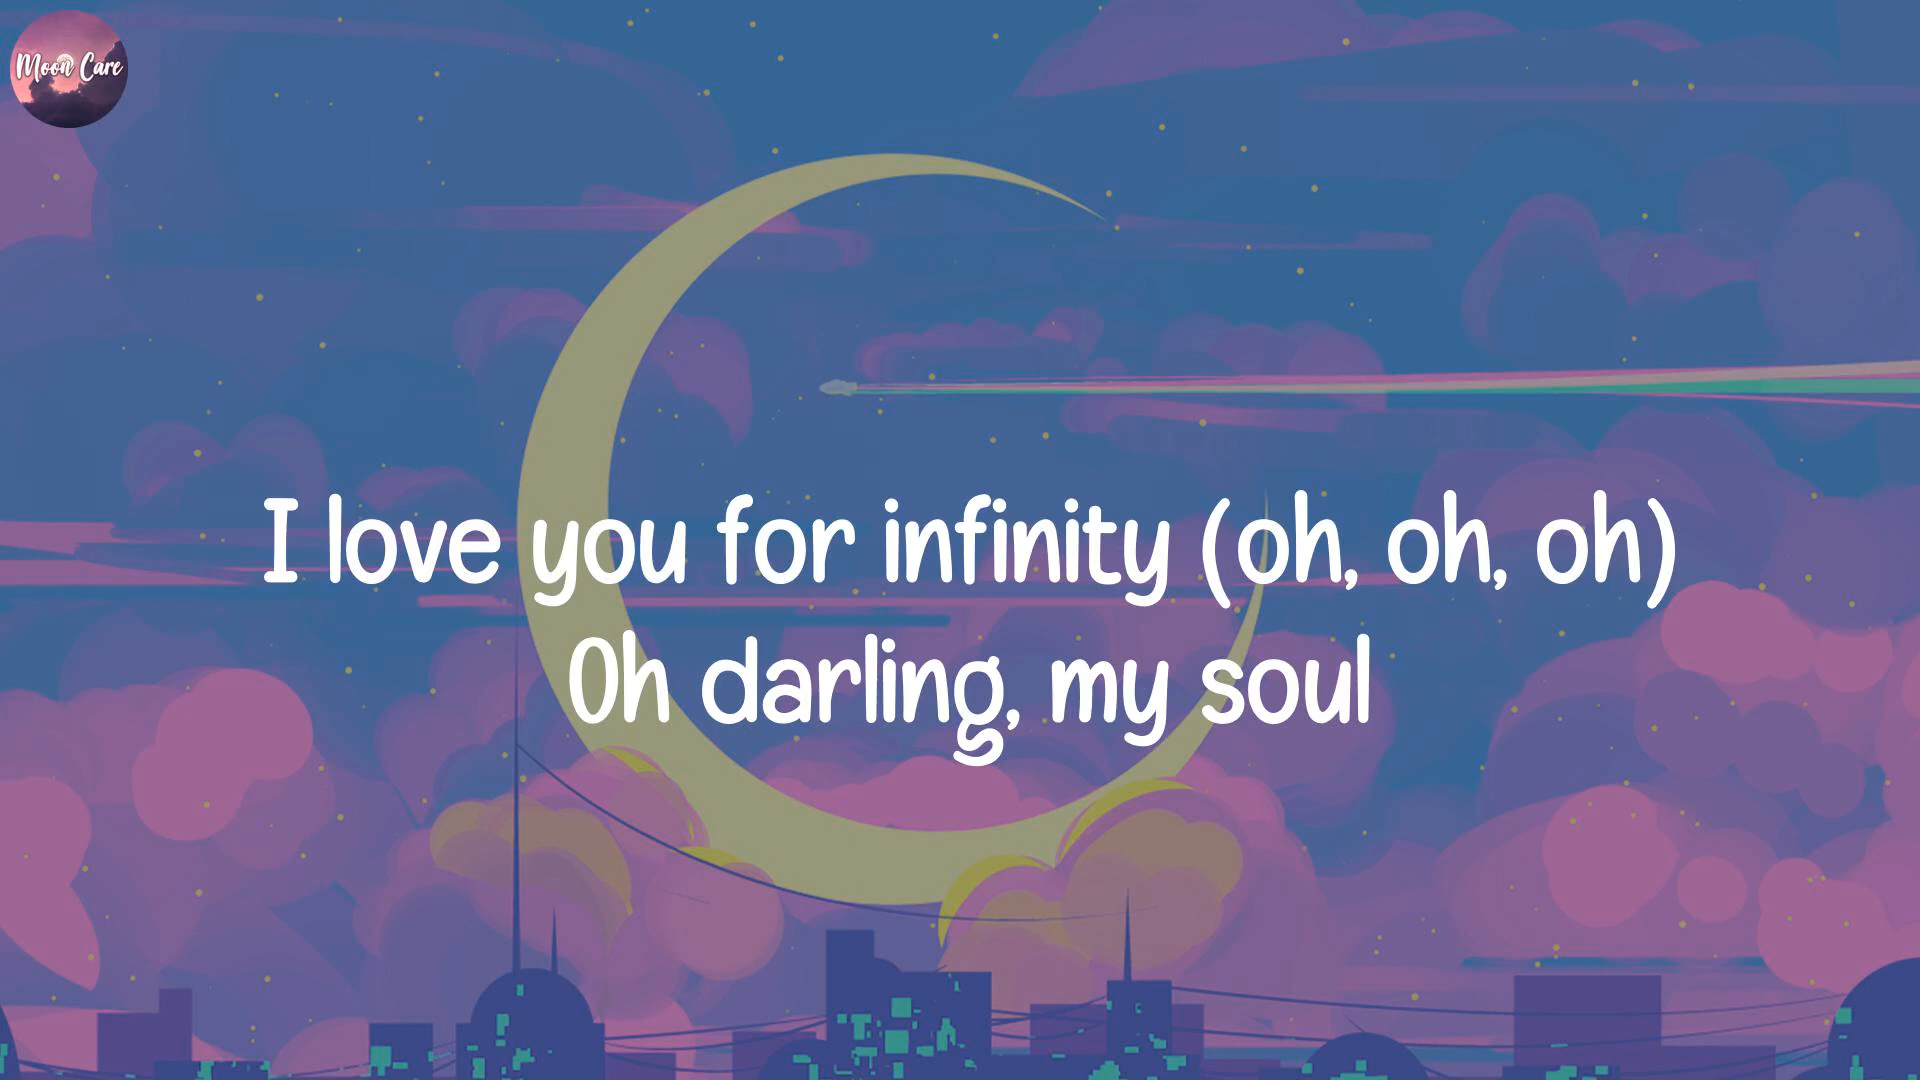 Moon Care
I love you for infinity (oh, oh, oh)
Oh darling, my soul